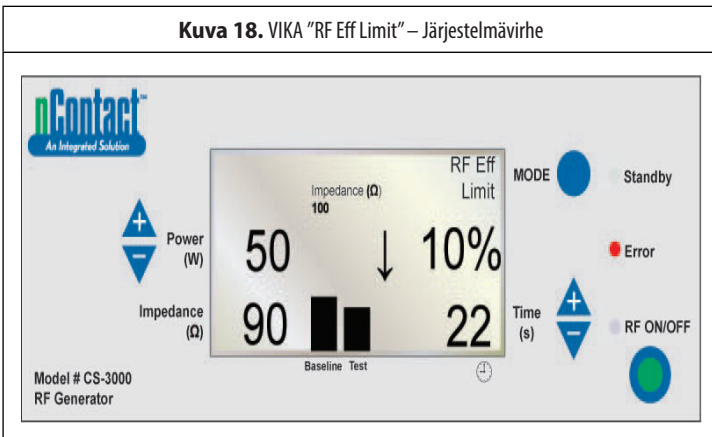 Kuva 18. VIKA ”RF Eff Limit” – Järjestelmävirhe
nContact™
An Integrated Solution
RF Eff
Limit
Impedance (Ω)
100
MODE
Standby
Power
(W)
50
↓
10%
Error
Impedance
(Ω)
90
22
Time
(s)
RF ON/OFF
Baseline Test
Model # CS-3000
RF Generator